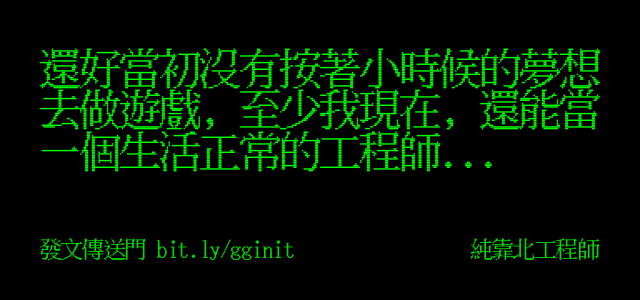 還好當初沒有按著小時候的夢想
去做遊戲，至少我現在，還能當
一個生活正常的工程師...
發文傳送門 bit.ly/gginit
純靠北工程師